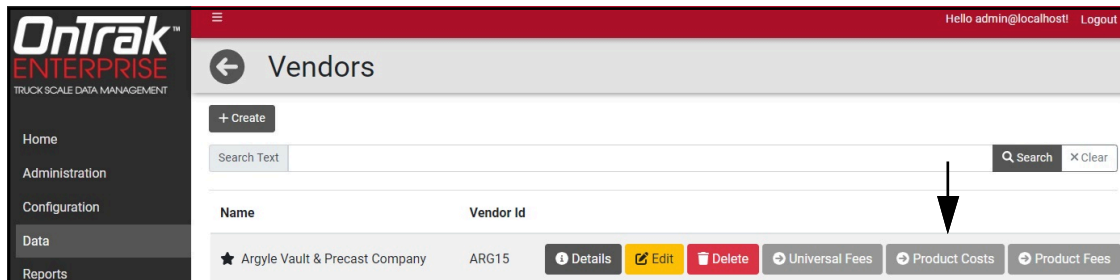 OnTrak™
ENTERPRISE
TRUCK SCALE DATA MANAGEMENT
Home
Administration
Configuration
Data
Reports
Hello admin@localhost! Logout
Vendors
+ Create
Search Text Search × Clear
Name Vendor Id
Argyle Vault & Precast Company ARG15 Details Edit Delete Universal Fees Product Costs Product Fees